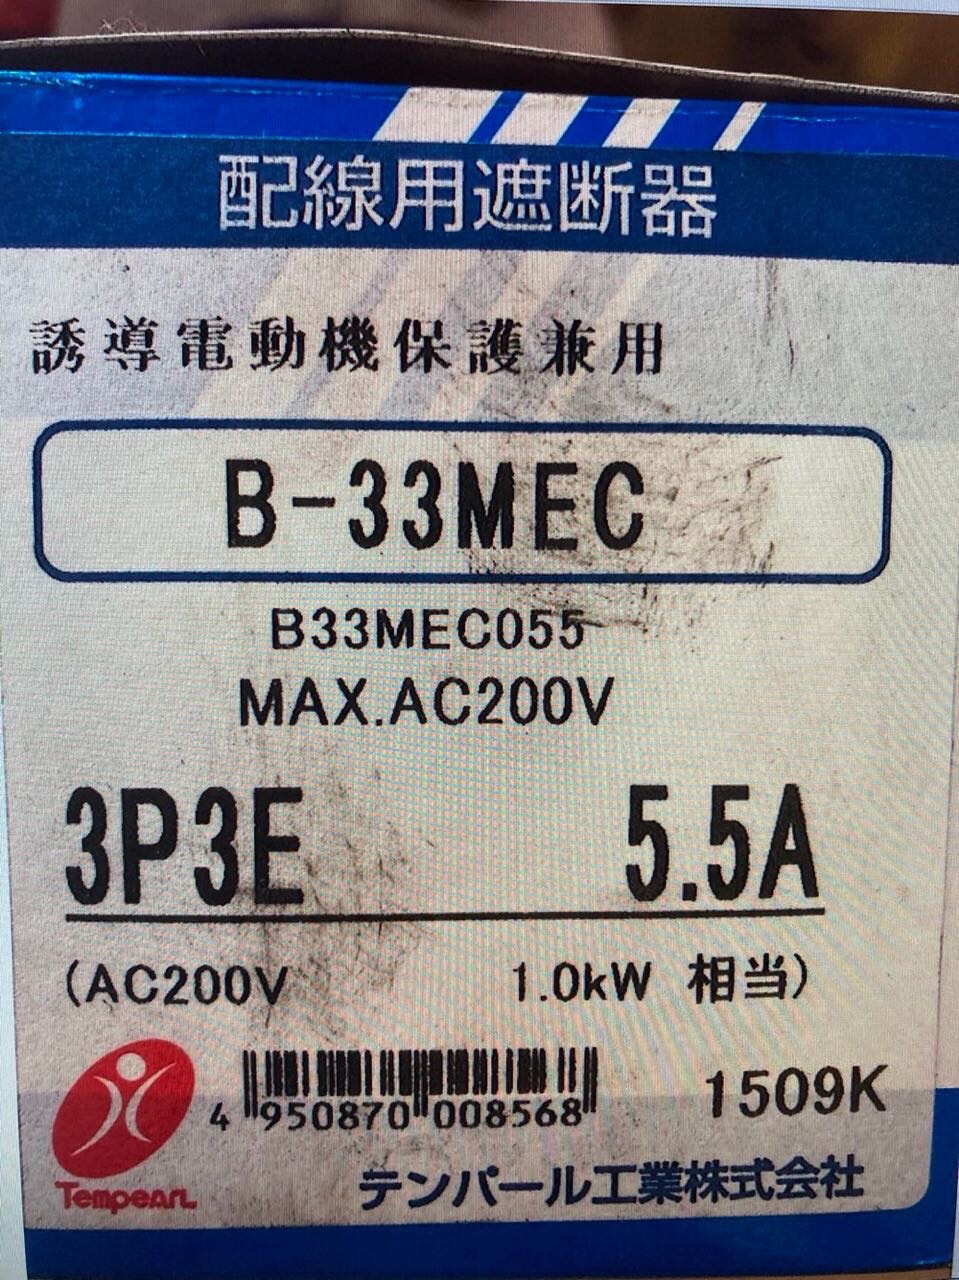 配線用遮断器
誘導電動機保護兼用
B-33MEC
B33MEC055
MAX.AC200V
3P3E 5.5A
(AC200V 1.0kW 相当)
4 950870 008568
1509K
Tempearl
テンパール工業株式会社